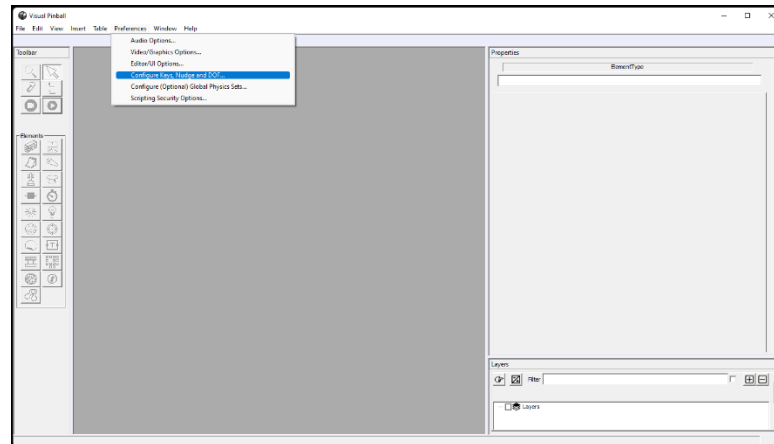 Visual Pinball
File Edit View Insert Table Preferences Window Help
Audio Options...
Video/Graphics Options...
Editor/UI Options...
Configure Keys, Nudge and DOF...
Configure (Optional) Global Physics Sets...
Scripting Security Options...
Toolbar
Properties
ElementType
Elements
Layers
Filter
Layers